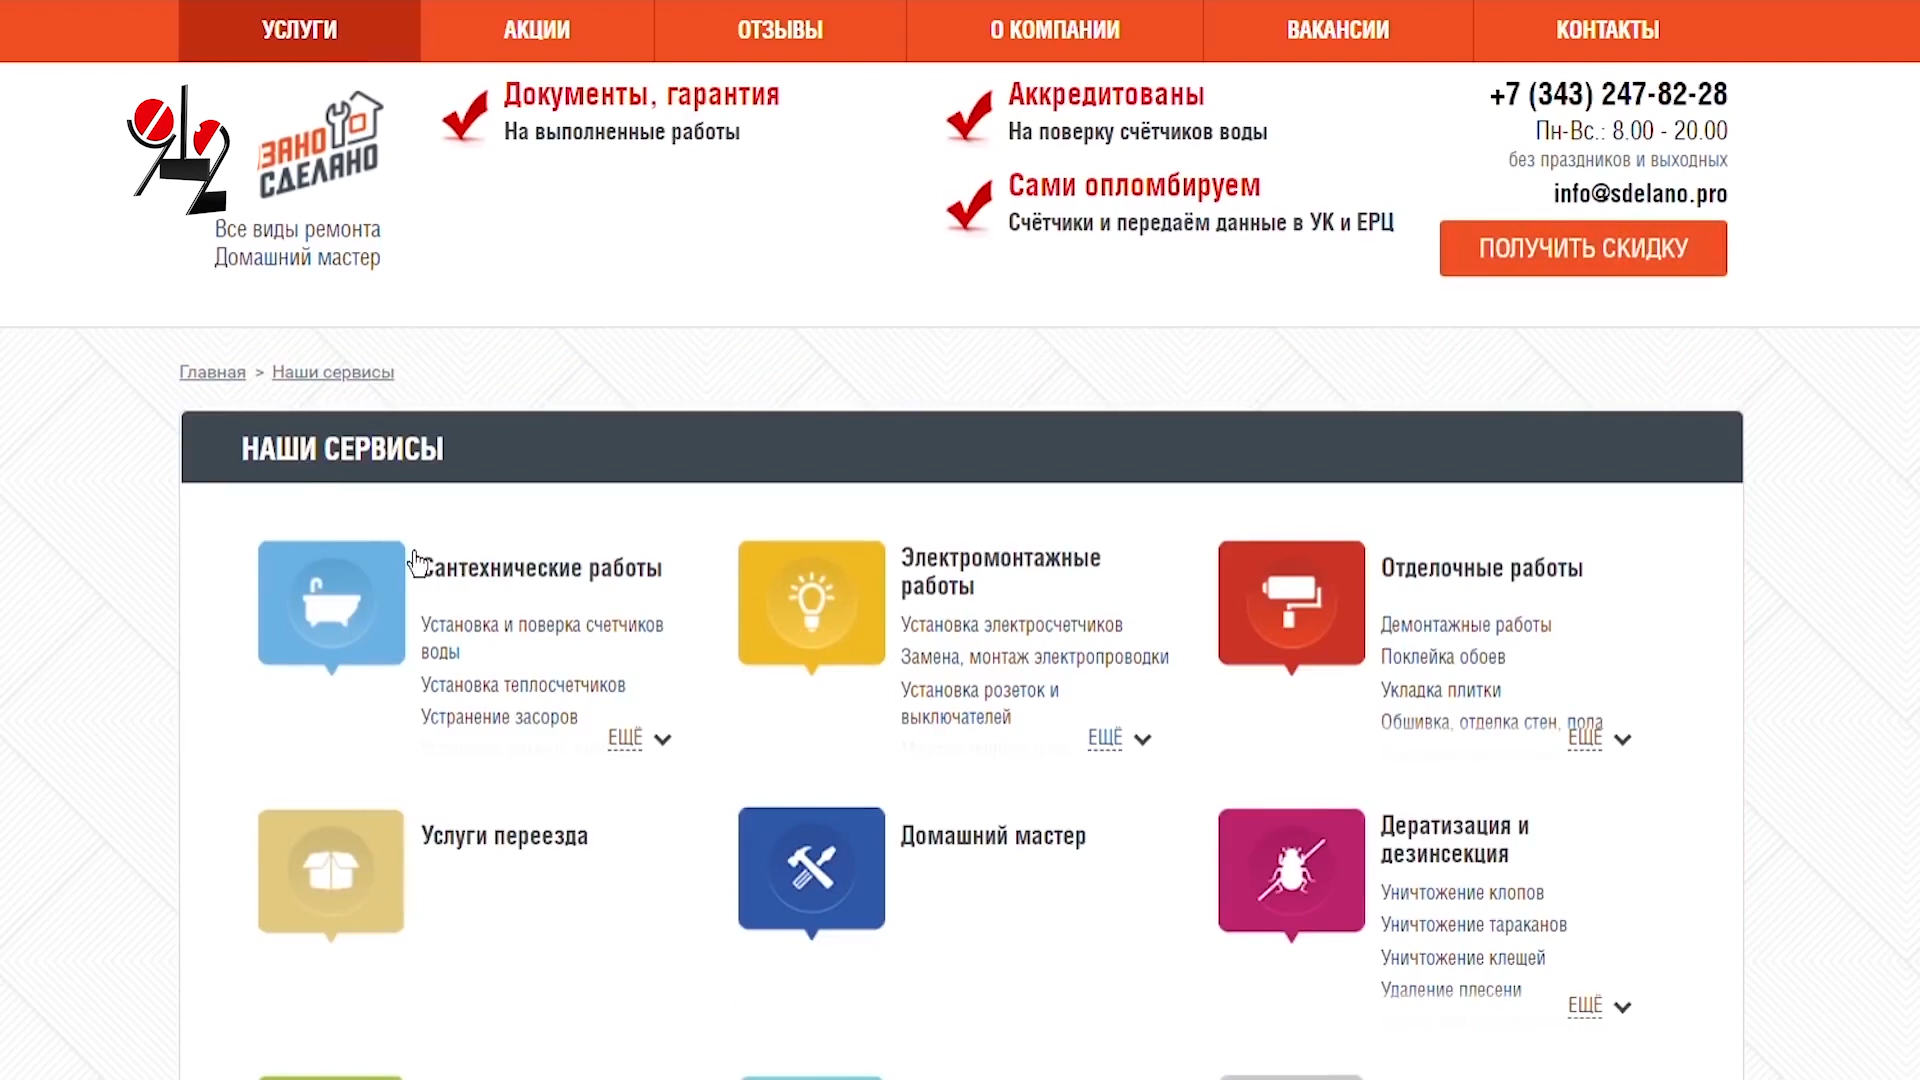 УСЛУГИ
АКЦИИ
ОТЗЫВЫ
О КОМПАНИИ
ВАКАНСИИ
КОНТАКТЫ
ЗАНО
СДЕЛАНО
Все виды ремонта
Домашний мастер
Документы, гарантия
На выполненные работы
Аккредитованы
На поверку счётчиков воды
Сами опломбируем
Счётчики и передаём данные в УК и ЕРЦ
+7 (343) 247-82-28
Пн-Вс.: 8.00 - 20.00
без праздников и выходных
info@sdelano.pro
ПОЛУЧИТЬ СКИДКУ
Главная > Наши сервисы
НАШИ СЕРВИСЫ
Сантехнические работы
Установка и поверка счетчиков
воды
Установка теплосчетчиков
Устранение засоров
ЕЩЁ
Электромонтажные
работы
Установка электросчетчиков
Замена, монтаж электропроводки
Установка розеток и
выключателей
ЕЩЁ
Отделочные работы
Демонтажные работы
Поклейка обоев
Укладка плитки
Обшивка, отделка стен, пола
ЕЩЁ
Услуги переезда
Домашний мастер
Дератизация и
дезинсекция
Уничтожение клопов
Уничтожение тараканов
Уничтожение клещей
Удаление плесени
ЕЩЁ